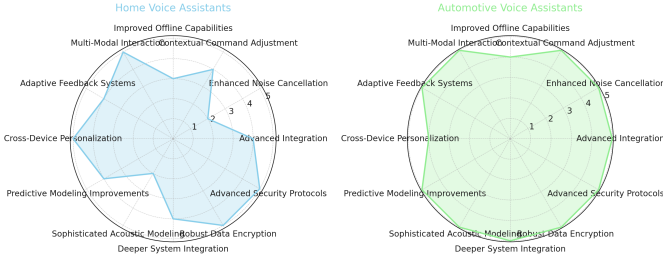 Home Voice Assistants
Improved Offline Capabilities
Multi-Modal Interaction
Contextual Command Adjustment
Adaptive Feedback Systems
Enhanced Noise Cancellation
5
4
3
2
1
Cross-Device Personalization
Advanced Integration
Predictive Modeling Improvements
Advanced Security Protocols
Sophisticated Acoustic Modeling
Robust Data Encryption
Deeper System Integration
Automotive Voice Assistants
Improved Offline Capabilities
Multi-Modal Interaction
Contextual Command Adjustment
Adaptive Feedback Systems
Enhanced Noise Cancellation
5
4
3
2
1
Cross-Device Personalization
Advanced Integration
Predictive Modeling Improvements
Advanced Security Protocols
Sophisticated Acoustic Modeling
Robust Data Encryption
Deeper System Integration